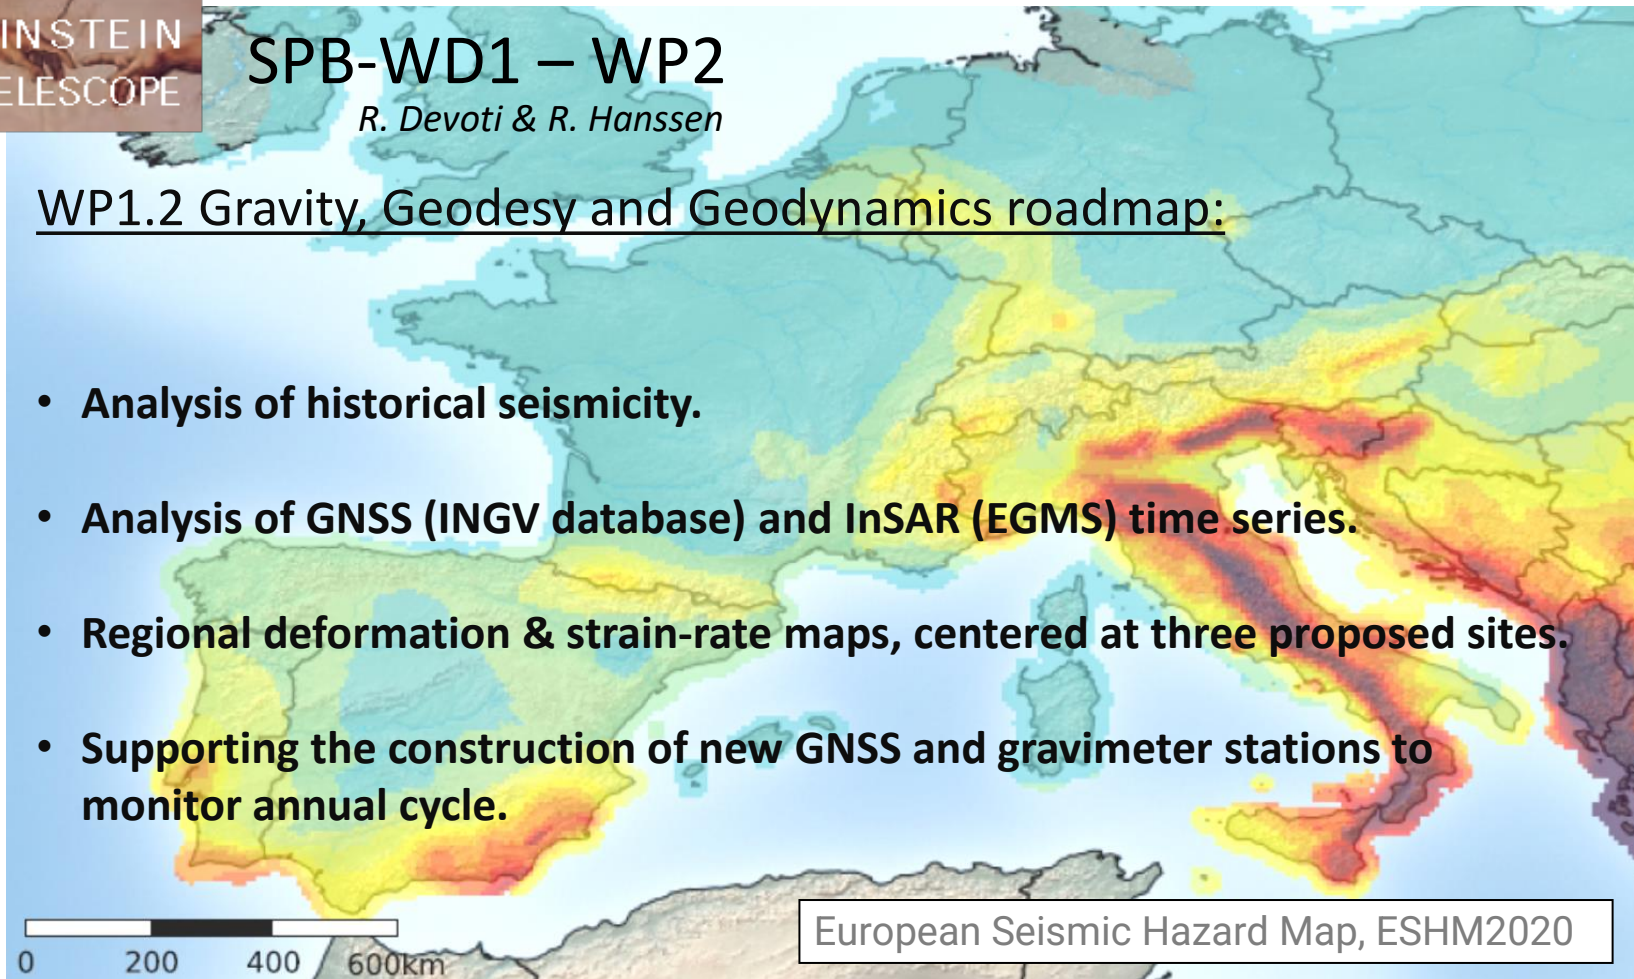 INSTEIN
ELESCOPE
SPB-WD1 – WP2
R. Devoti & R. Hanssen
WP1.2 Gravity, Geodesy and Geodynamics roadmap:
• Analysis of historical seismicity.
• Analysis of GNSS (INGV database) and InSAR (EGMS) time series.
• Regional deformation & strain-rate maps, centered at three proposed sites.
• Supporting the construction of new GNSS and gravimeter stations to
monitor annual cycle.
European Seismic Hazard Map, ESHM2020
0 200 400 600km